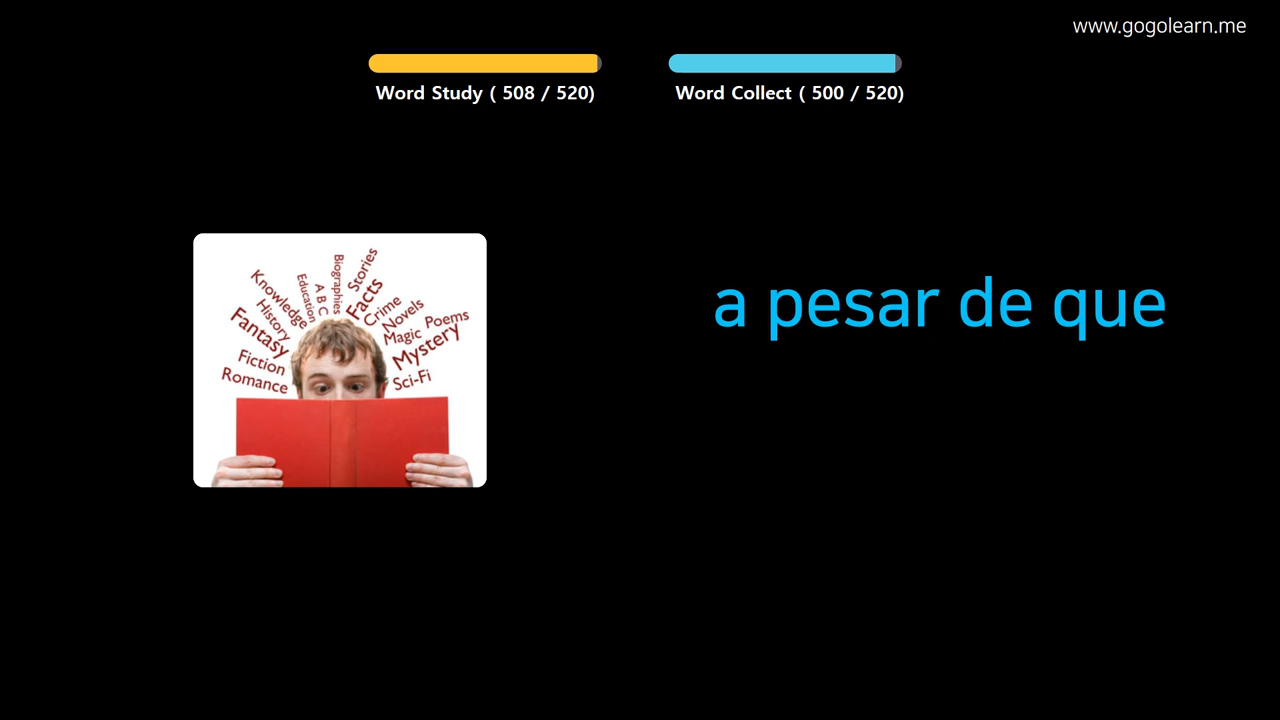 www.gogolearn.me
Word Study ( 508 / 520)
Word Collect ( 500 / 520)
Knowledge
History
Fantasy
Fiction
Romance
Education
A B C
Biographies
Stories
Facts
Crime
Novels
Magic
Poems
Mystery
Sci-Fi
a pesar de que